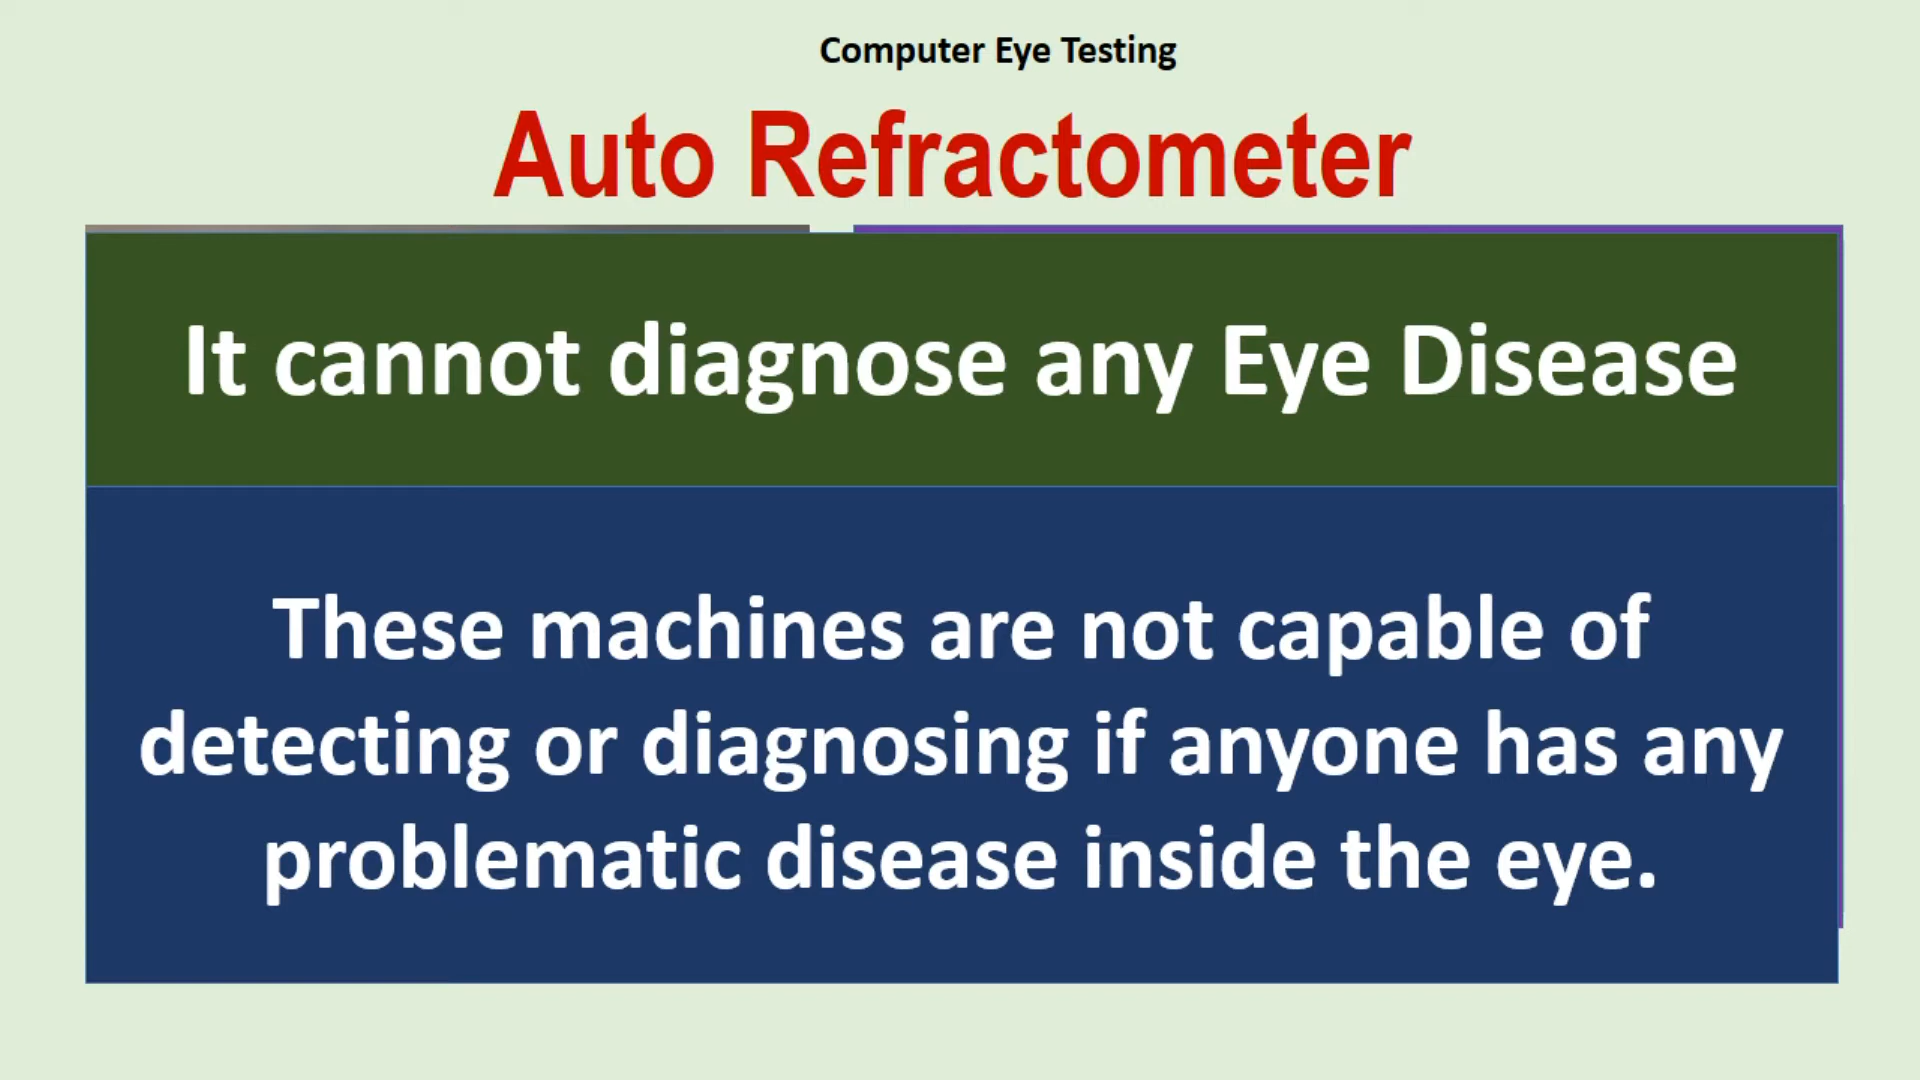 Computer Eye Testing
Auto Refractometer
It cannot diagnose any Eye Disease
These machines are not capable of
detecting or diagnosing if anyone has any
problematic disease inside the eye.